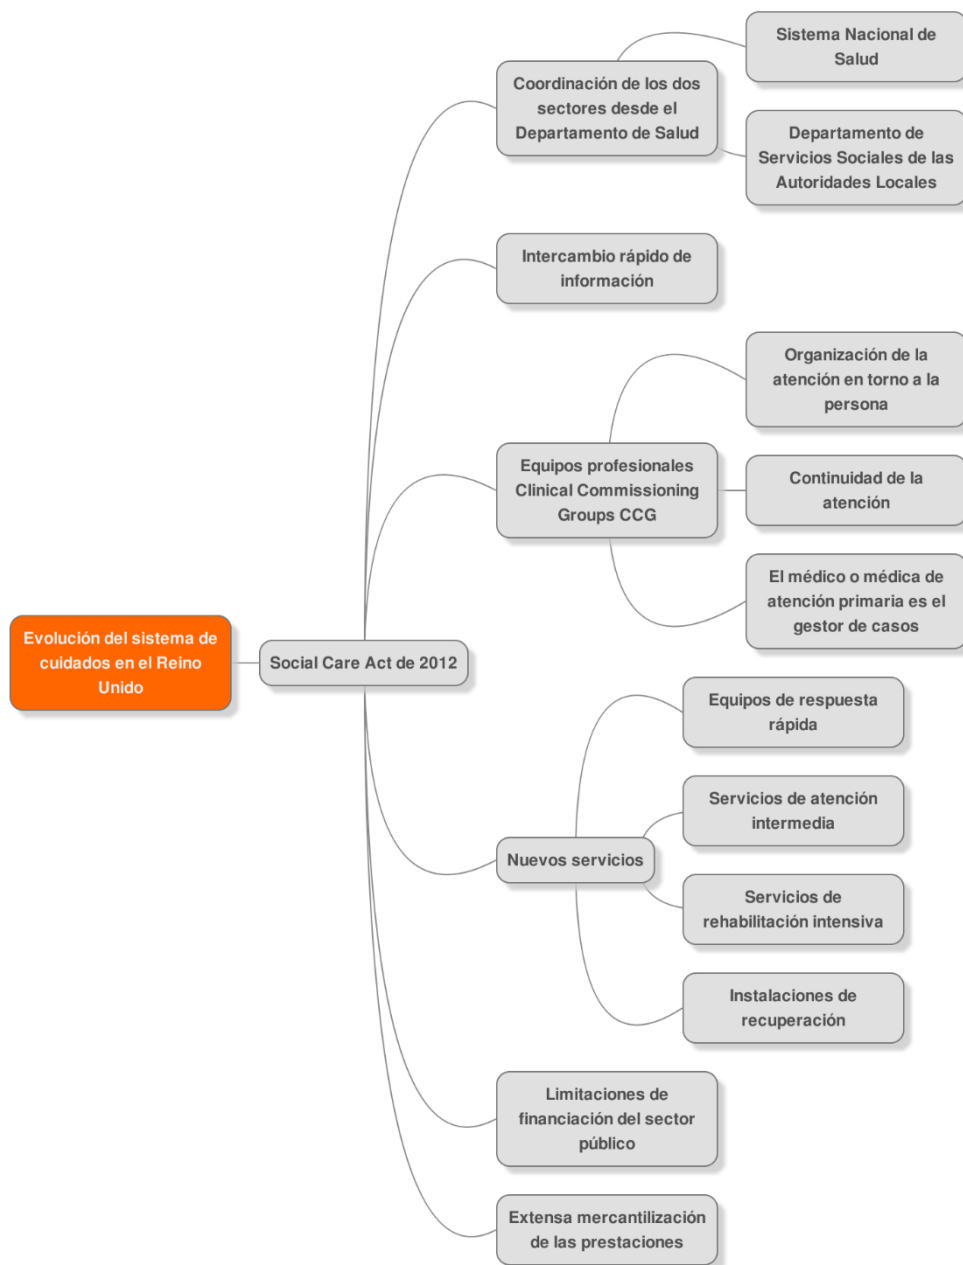 Evolución del sistema de
cuidados en el Reino
Unido
Social Care Act de 2012
Coordinación de los dos
sectores desde el
Departamento de Salud
Sistema Nacional de
Salud
Departamento de
Servicios Sociales de las
Autoridades Locales
Intercambio rápido de
información
Equipos profesionales
Clinical Commissioning
Groups CCG
Organización de la
atención en torno a la
persona
Continuidad de la
atención
El médico o médica de
atención primaria es el
gestor de casos
Nuevos servicios
Equipos de respuesta
rápida
Servicios de atención
intermedia
Servicios de
rehabilitación intensiva
Instalaciones de
recuperación
Limitaciones de
financiación del sector
público
Extensa mercantilización
de las prestaciones